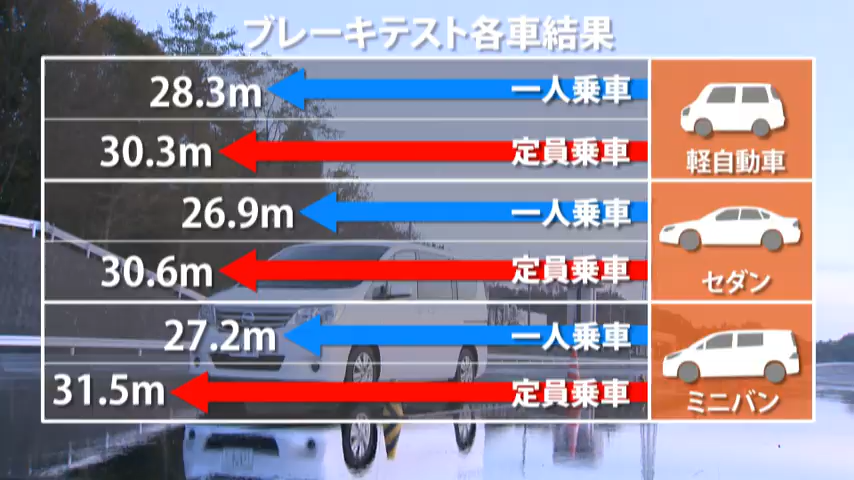 ブレーキテスト各車結果
28.3m 一人乗車
30.3m 定員乗車
軽自動車
26.9m 一人乗車
30.6m 定員乗車
セダン
27.2m 一人乗車
31.5m 定員乗車
ミニバン